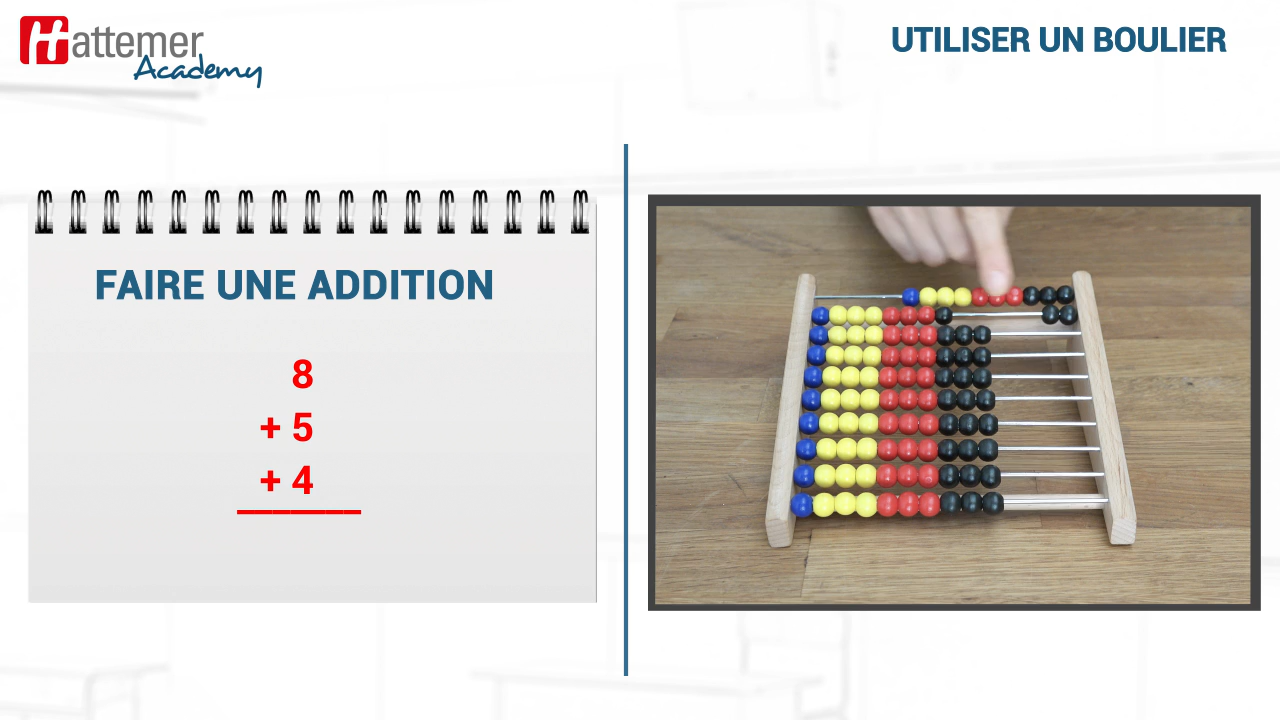 Hattemer
Academy
UTILISER UN BOULIER
FAIRE UNE ADDITION
8
+ 5
+ 4